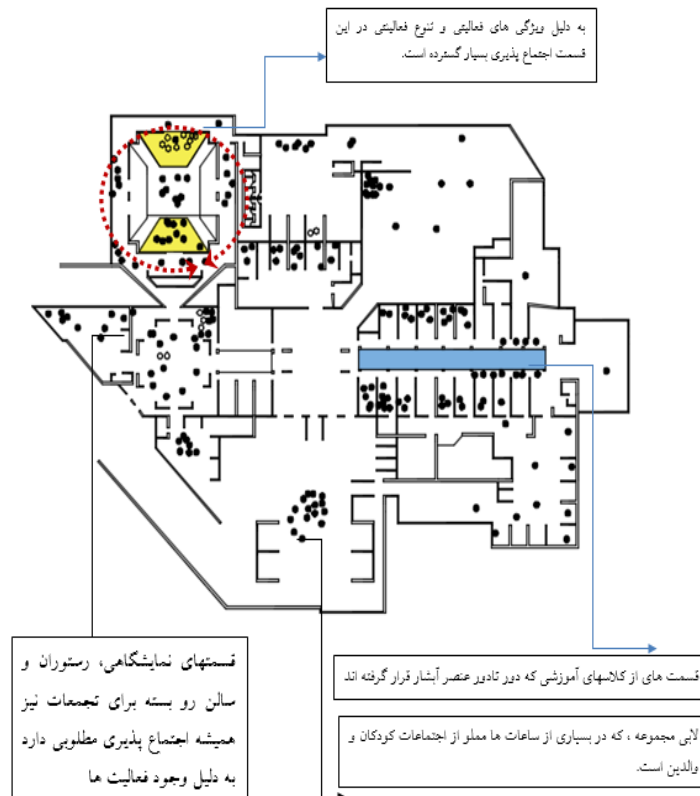 به دلیل ویژگی های فعالیتی و تنوع فعالیتی در این
قسمت اجتماع پذیری بسیار گسترده است.
قسمت های از کلاسهای آموزشی که دور تادور عنصر آبشار قرار گرفته اند
قسمتهای نمایشگاهی، رستوران و
سالن رو بسته برای تجمعات نیز
همیشه اجتماع پذیری مطلوبی دارد
به دلیل وجود فعالیت ها
لابی مجموعه ، که در بسیاری از ساعات ها مملو از اجتماعات کودکان و
والدین است.